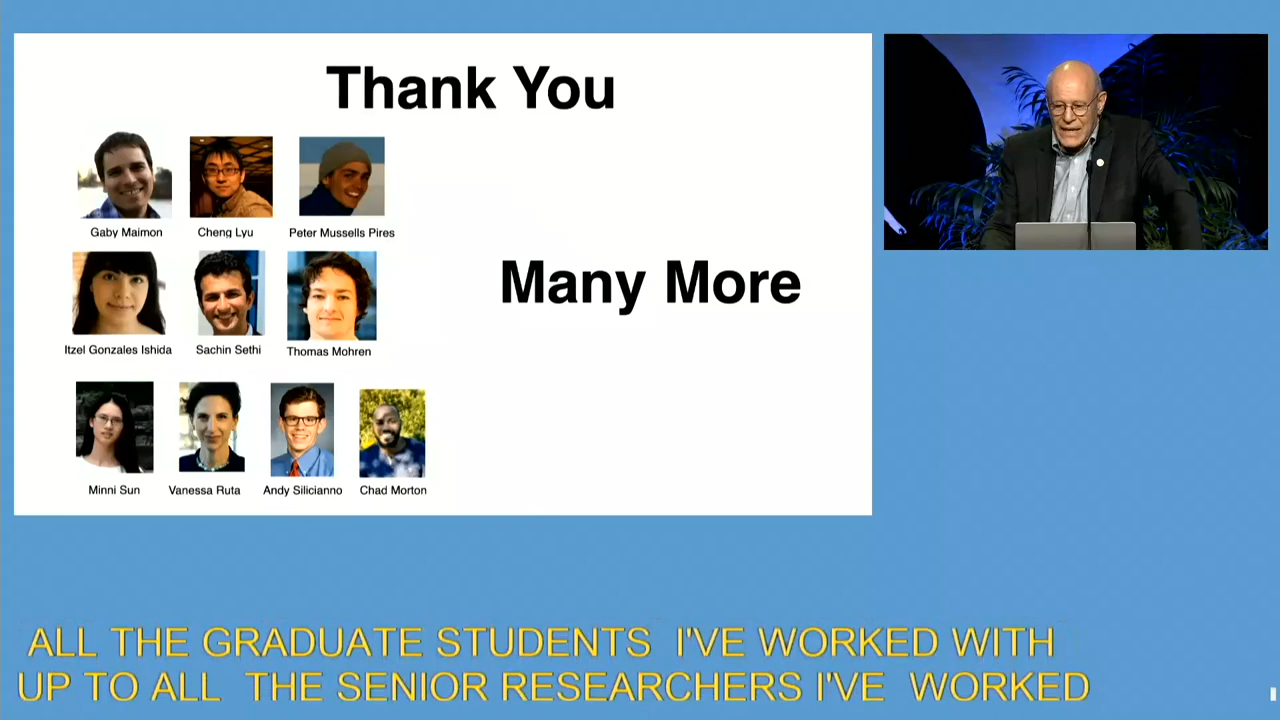 Thank You
Gaby Maimon Cheng Lyu Peter Mussells Pires
Many More
Itzel Gonzales Ishida Sachin Sethi Thomas Mohren
Minni Sun Vanessa Ruta Andy Silicianno Chad Morton
ALL THE GRADUATE STUDENTS I'VE WORKED WITH
UP TO ALL THE SENIOR RESEARCHERS I'VE WORKED